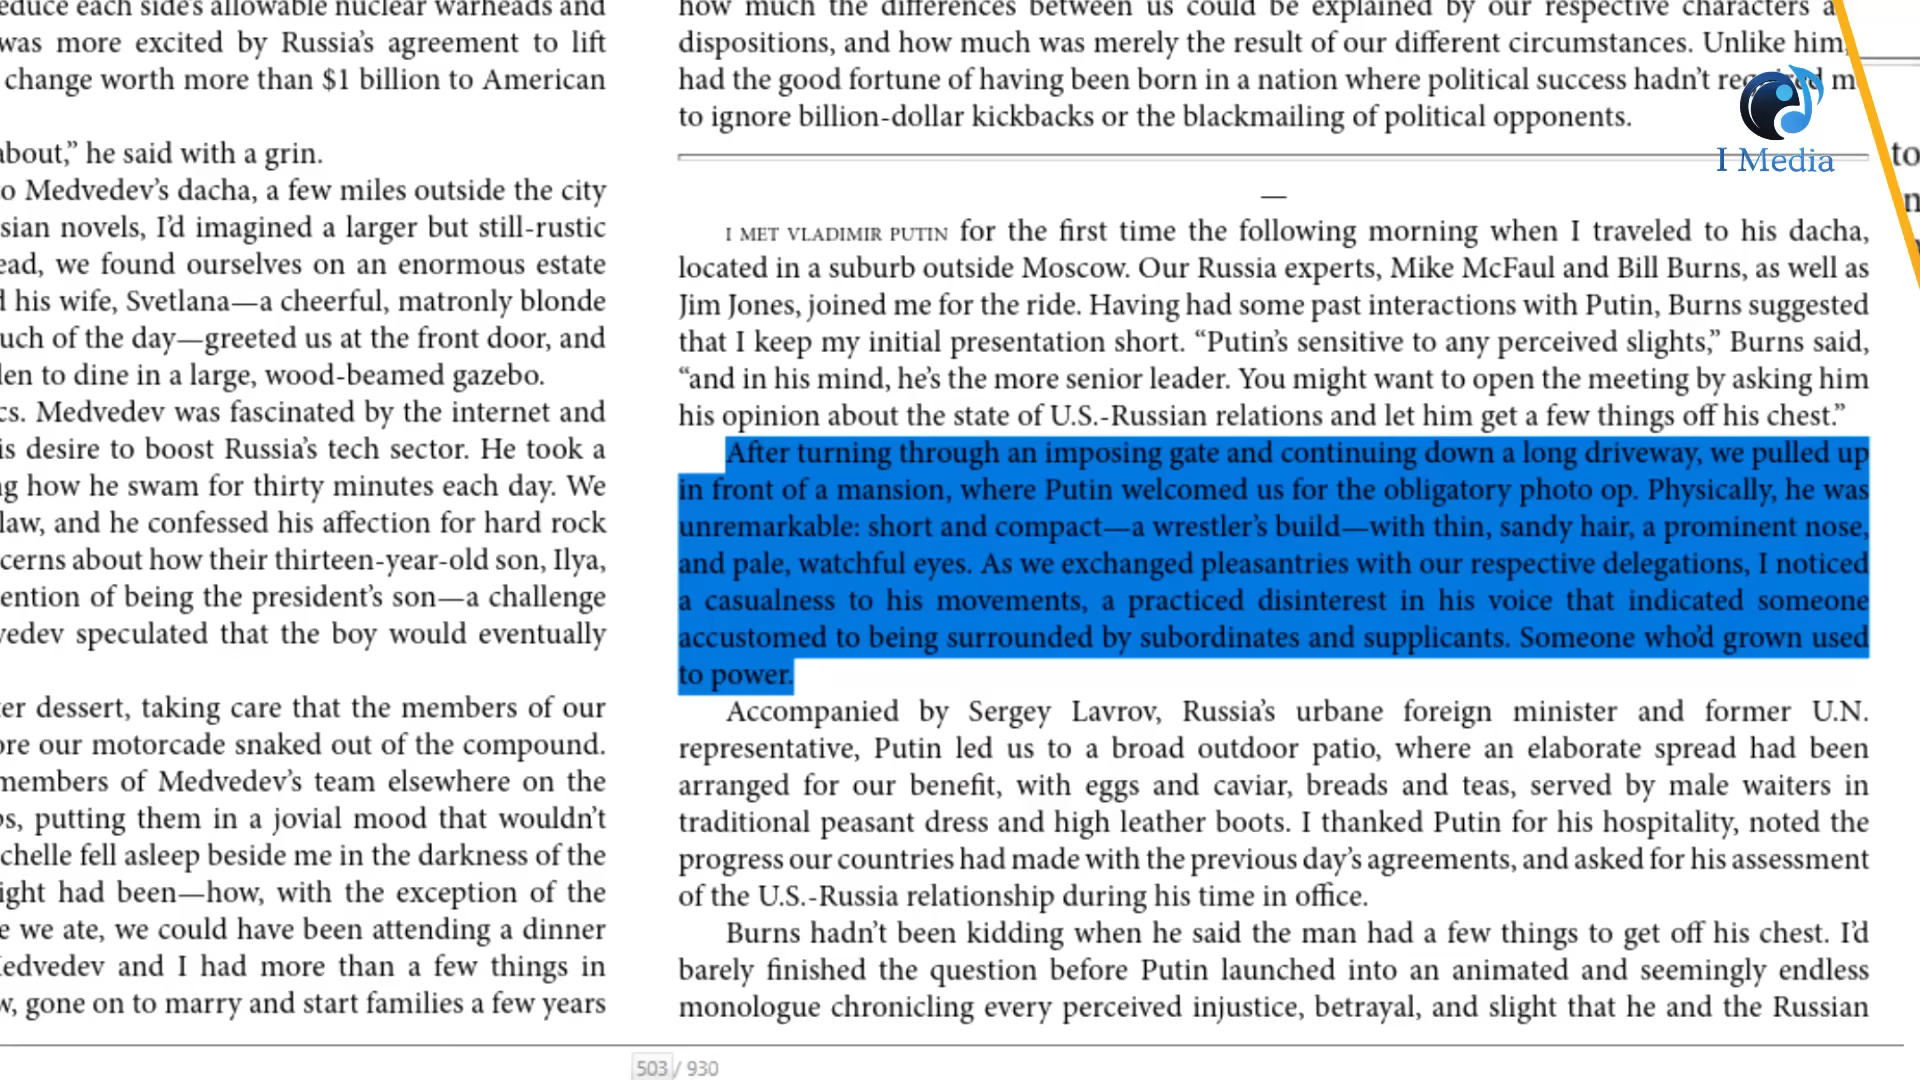 educe each side's allowable nuclear warheads and
was more excited by Russia's agreement to lift
change worth more than $1 billion to American
about,” he said with a grin.
o Medvedev's dacha, a few miles outside the city
sian novels, I'd imagined a larger but still-rustic
ead, we found ourselves on an enormous estate
d his wife, Svetlana—a cheerful, matronly blonde
uch of the day—greeted us at the front door, and
den to dine in a large, wood-beamed gazebo.
cs. Medvedev was fascinated by the internet and
is desire to boost Russia's tech sector. He took a
ng how he swam for thirty minutes each day. We
law, and he confessed his affection for hard rock
cerns about how their thirteen-year-old son, Ilya,
ention of being the president's son—a challenge
vedev speculated that the boy would eventually
er dessert, taking care that the members of our
ore our motorcade snaked out of the compound.
members of Medvedev's team elsewhere on the
os, putting them in a jovial mood that wouldn't
chelle fell asleep beside me in the darkness of the
ight had been—how, with the exception of the
e we ate, we could have been attending a dinner
edev and I had more than a few things in
w, gone on to marry and start families a few years
how much the differences between us could be explained by our respective characters a
dispositions, and how much was merely the result of our different circumstances. Unlike him,
had the good fortune of having been born in a nation where political success hadn't m
to ignore billion-dollar kickbacks or the blackmailing of political opponents.
—
I MET VLADIMIR PUTIN for the first time the following morning when I traveled to his dacha,
located in a suburb outside Moscow. Our Russia experts, Mike McFaul and Bill Burns, as well as
Jim Jones, joined me for the ride. Having had some past interactions with Putin, Burns suggested
that I keep my initial presentation short. “Putin's sensitive to any perceived slights,” Burns said,
“and in his mind, he's the more senior leader. You might want to open the meeting by asking him
his opinion about the state of U.S.-Russian relations and let him get a few things off his chest.”
After turning through an imposing gate and continuing down a long driveway, we pulled up
in front of a mansion, where Putin welcomed us for the obligatory photo op. Physically, he was
unremarkable: short and compact—a wrestler's build—with thin, sandy hair, a prominent nose,
and pale, watchful eyes. As we exchanged pleasantries with our respective delegations, I noticed
a casualness to his movements, a practiced disinterest in his voice that indicated someone
accustomed to being surrounded by subordinates and supplicants. Someone who'd grown used
to power.
Accompanied by Sergey Lavrov, Russia's urbane foreign minister and former U.N.
representative, Putin led us to a broad outdoor patio, where an elaborate spread had been
arranged for our benefit, with eggs and caviar, breads and teas, served by male waiters in
traditional peasant dress and high leather boots. I thanked Putin for his hospitality, noted the
progress our countries had made with the previous day's agreements, and asked for his assessment
of the U.S.-Russia relationship during his time in office.
Burns hadn't been kidding when he said the man had a few things to get off his chest. I'd
barely finished the question before Putin launched into an animated and seemingly endless
monologue chronicling every perceived injustice, betrayal, and slight that he and the Russian
I Media
to
503 / 930